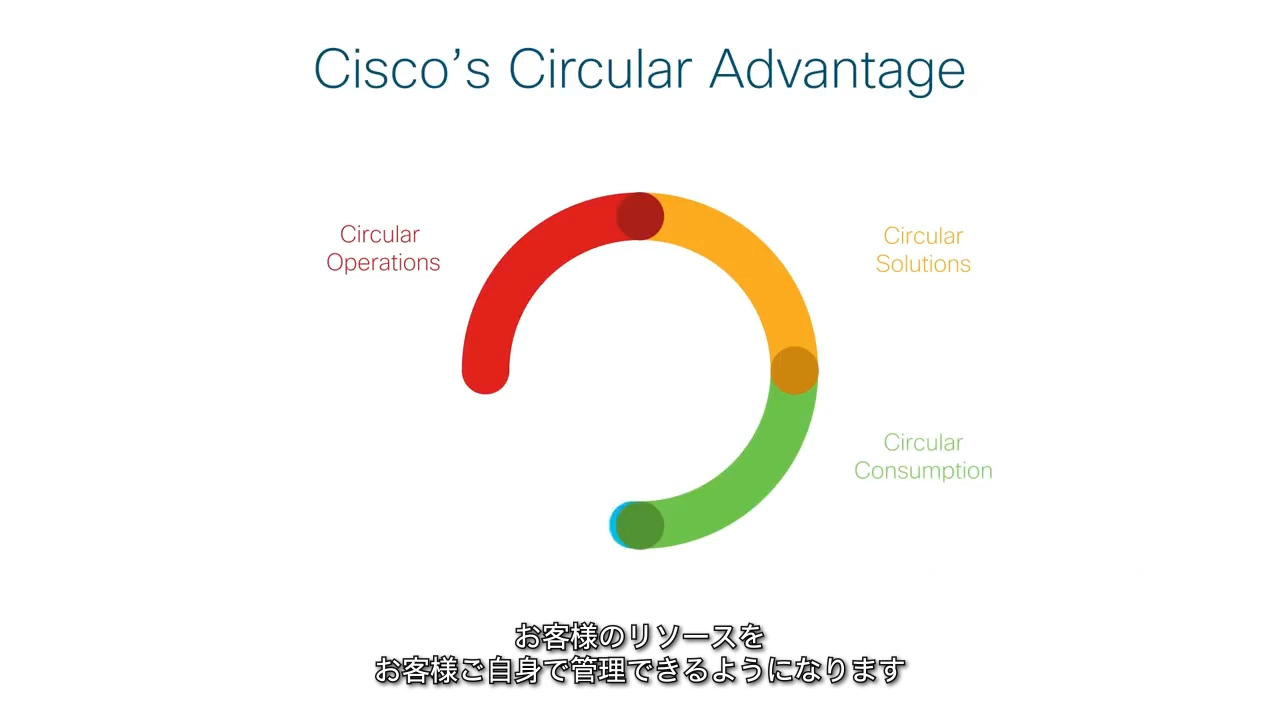 Cisco’s Circular Advantage
Circular
Operations
Circular
Solutions
Circular
Consumption
お客様のリソースを
お客様ご自身で管理できるようになります